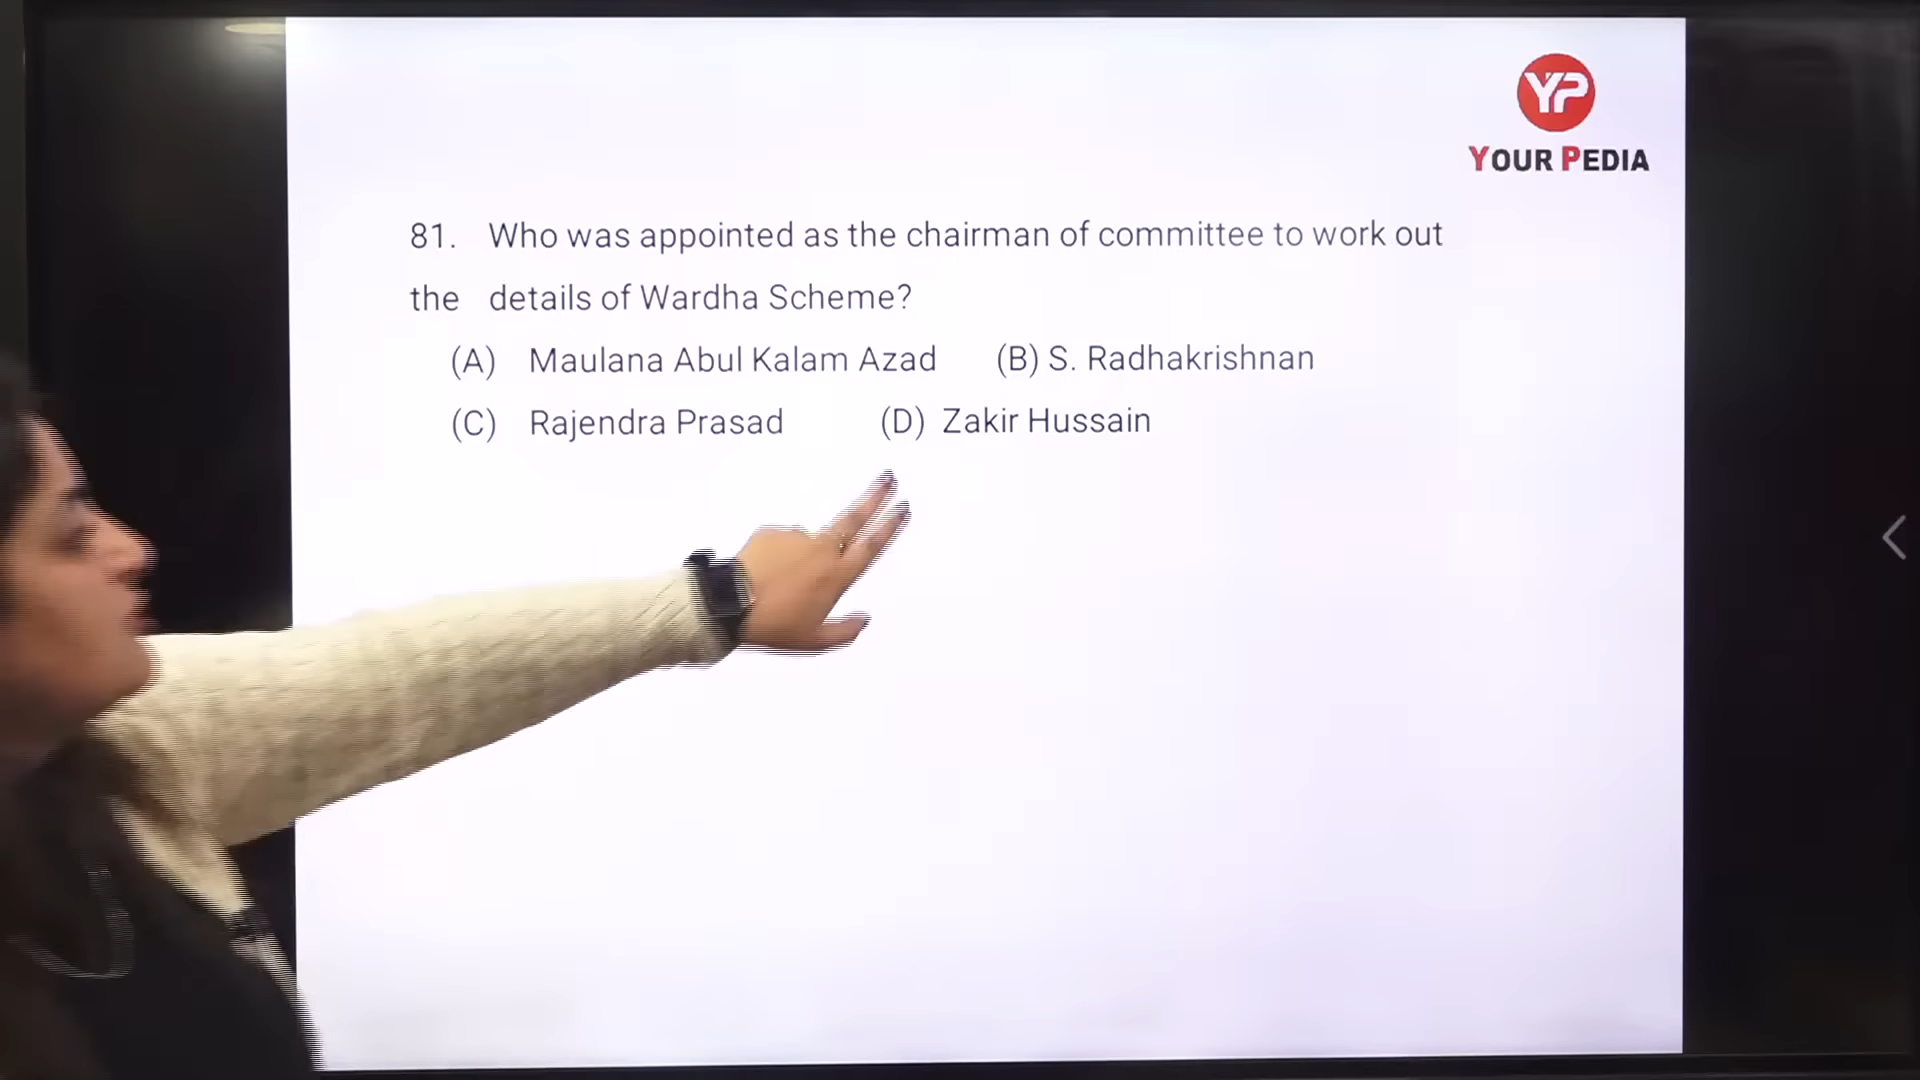 YP
YOUR PEDIA
81. Who was appointed as the chairman of committee to work out
the details of Wardha Scheme?
(A) Maulana Abul Kalam Azad (B) S. Radhakrishnan
(C) Rajendra Prasad (D) Zakir Hussain